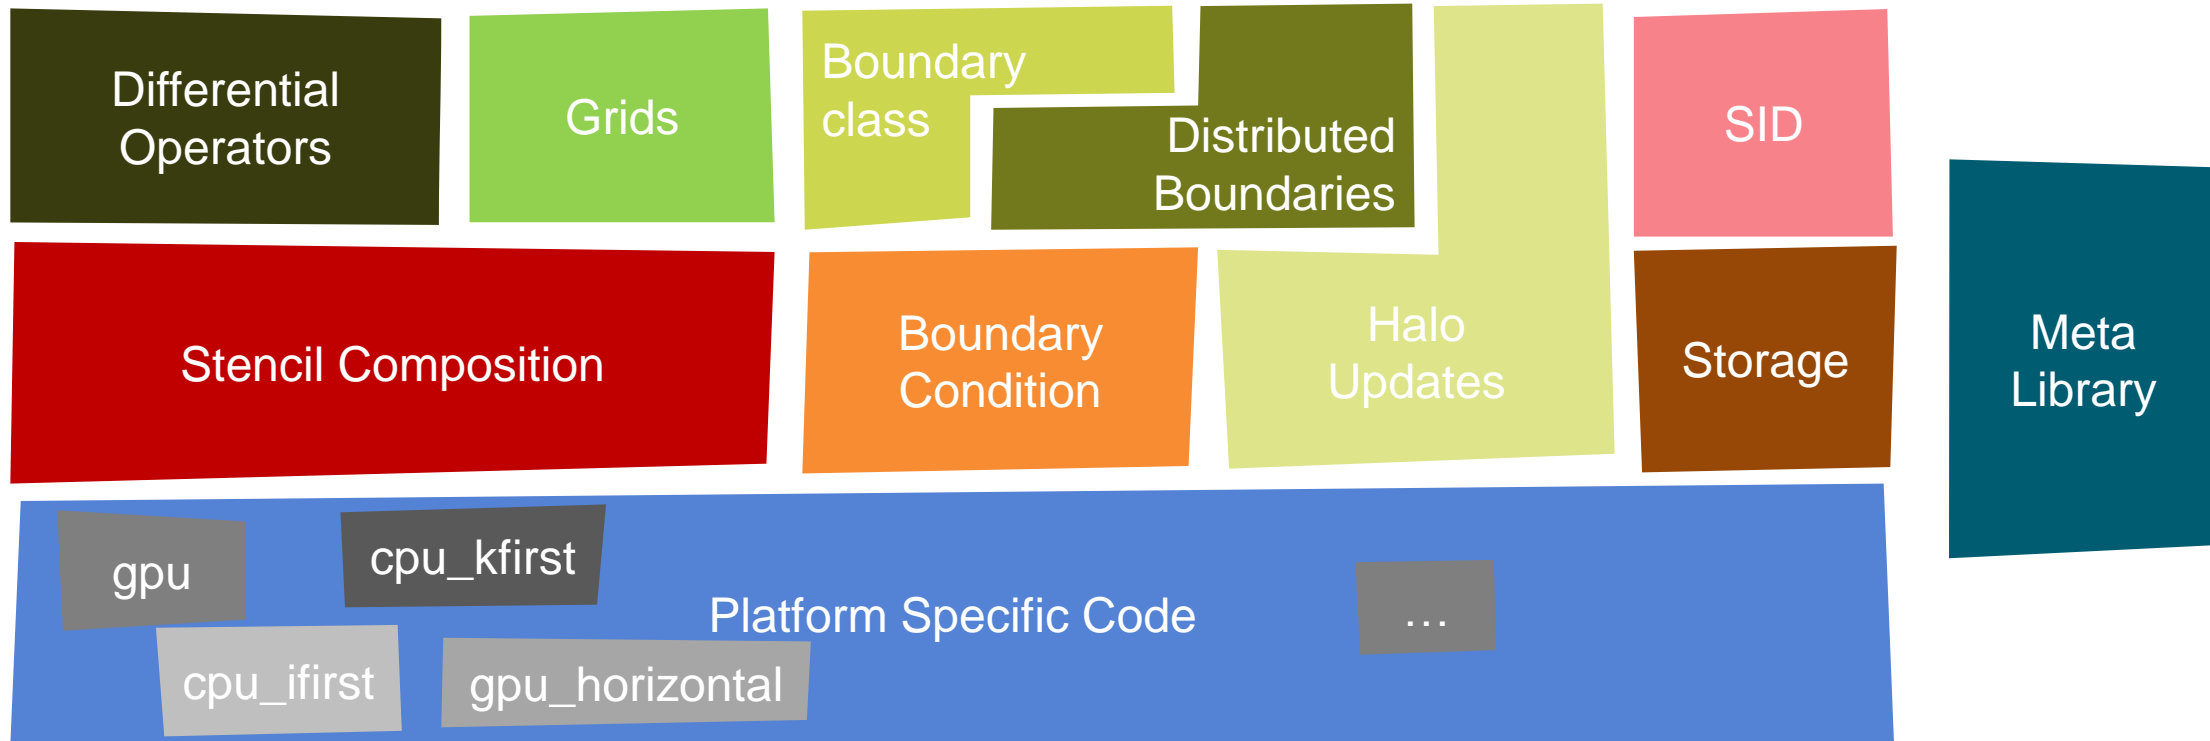 Differential
Operators
Grids
Boundary
class
Distributed
Boundaries
SID
Stencil Composition
Boundary
Condition
Halo
Updates
Storage
Meta
Library
gpu
cpu_kfirst
Platform Specific Code
…
cpu_ifirst
gpu_horizontal